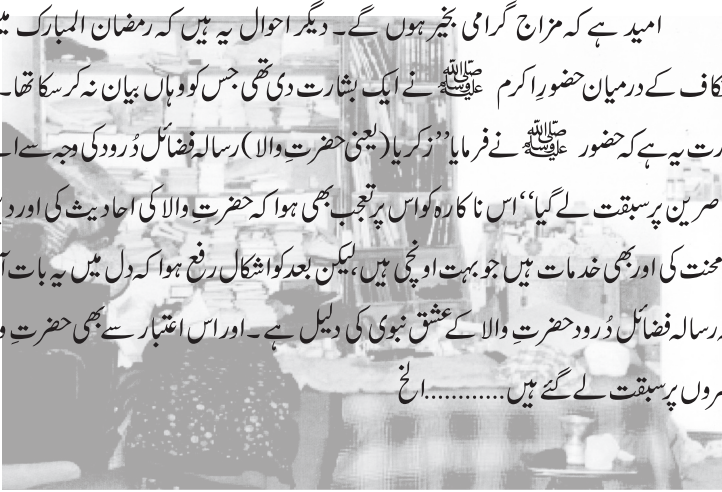 امید ہے کہ مزاج گرامی بخیر ہوں گے۔ دیگر احوال یہ ہیں کہ رمضان المبارک
کاف کے درمیان حضورِ اکرم ﷺ نے ایک بشارت دی تھی جس کو وہاں بیان نہ کر سکا تھا۔
رت یہ ہے کہ حضور ﷺ نے فرمایا ’’زکریا (یعنی حضرتِ والا) رسالہ فضائل دُرود کی وجہ سے
صرین پر سبقت لے گیا‘‘ اس ناکارہ کو اس پر تعجب بھی ہوا کہ حضرتِ والا کی احادیث کی اور
محنت کی اور بھی خدمات ہیں جو بہت اونچی ہیں، لیکن بعد کو اشکال رفع ہوا کہ دل میں یہ بات
رسالہ فضائل دُرود حضرتِ والا کے عشقِ نبوی کی دلیل ہے۔ اور اس اعتبار سے بھی حضرتِ
سروں پر سبقت لے گئے ہیں............الخ